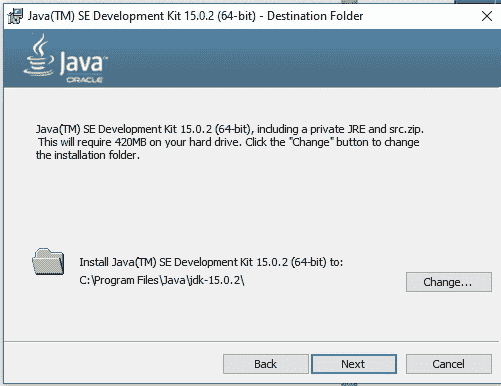 Java(TM) SE Development Kit 15.0.2 (64-bit) - Destination Folder
Java™
ORACLE
Java(TM) SE Development Kit 15.0.2 (64-bit), including a private JRE and src.zip.
This will require 420MB on your hard drive. Click the "Change" button to change
the installation folder.
Install Java(TM) SE Development Kit 15.0.2 (64-bit) to:
C:\Program Files\Java\jdk-15.0.2\
Change...
Back
Next
Cancel